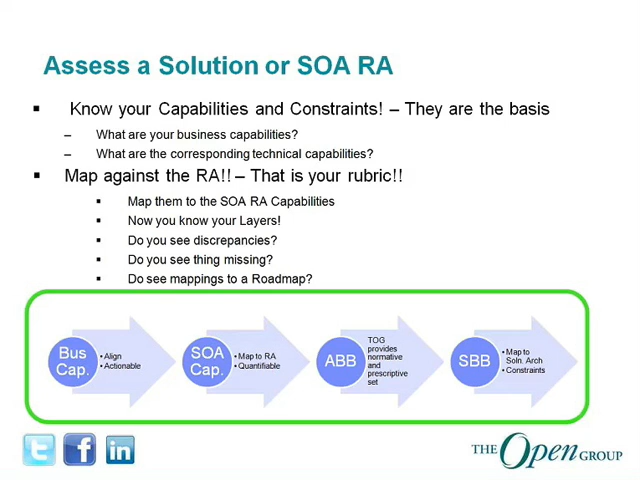 Assess a Solution or SOA RA
▪ Know your Capabilities and Constraints! – They are the basis
– What are your business capabilities?
– What are the corresponding technical capabilities?
▪ Map against the RA!! – That is your rubric!!
▪ Map them to the SOA RA Capabilities
▪ Now you know your Layers!
▪ Do you see discrepancies?
▪ Do you see thing missing?
▪ Do see mappings to a Roadmap?
Bus
Cap.
• Align
• Actionable
SOA
Cap.
• Map to RA
• Quantifiable
ABB
TOG
provides
normative
and
prescriptive
set
SBB
• Map to
Soln. Arch
• Constraints
t
f
in
THE Open GROUP